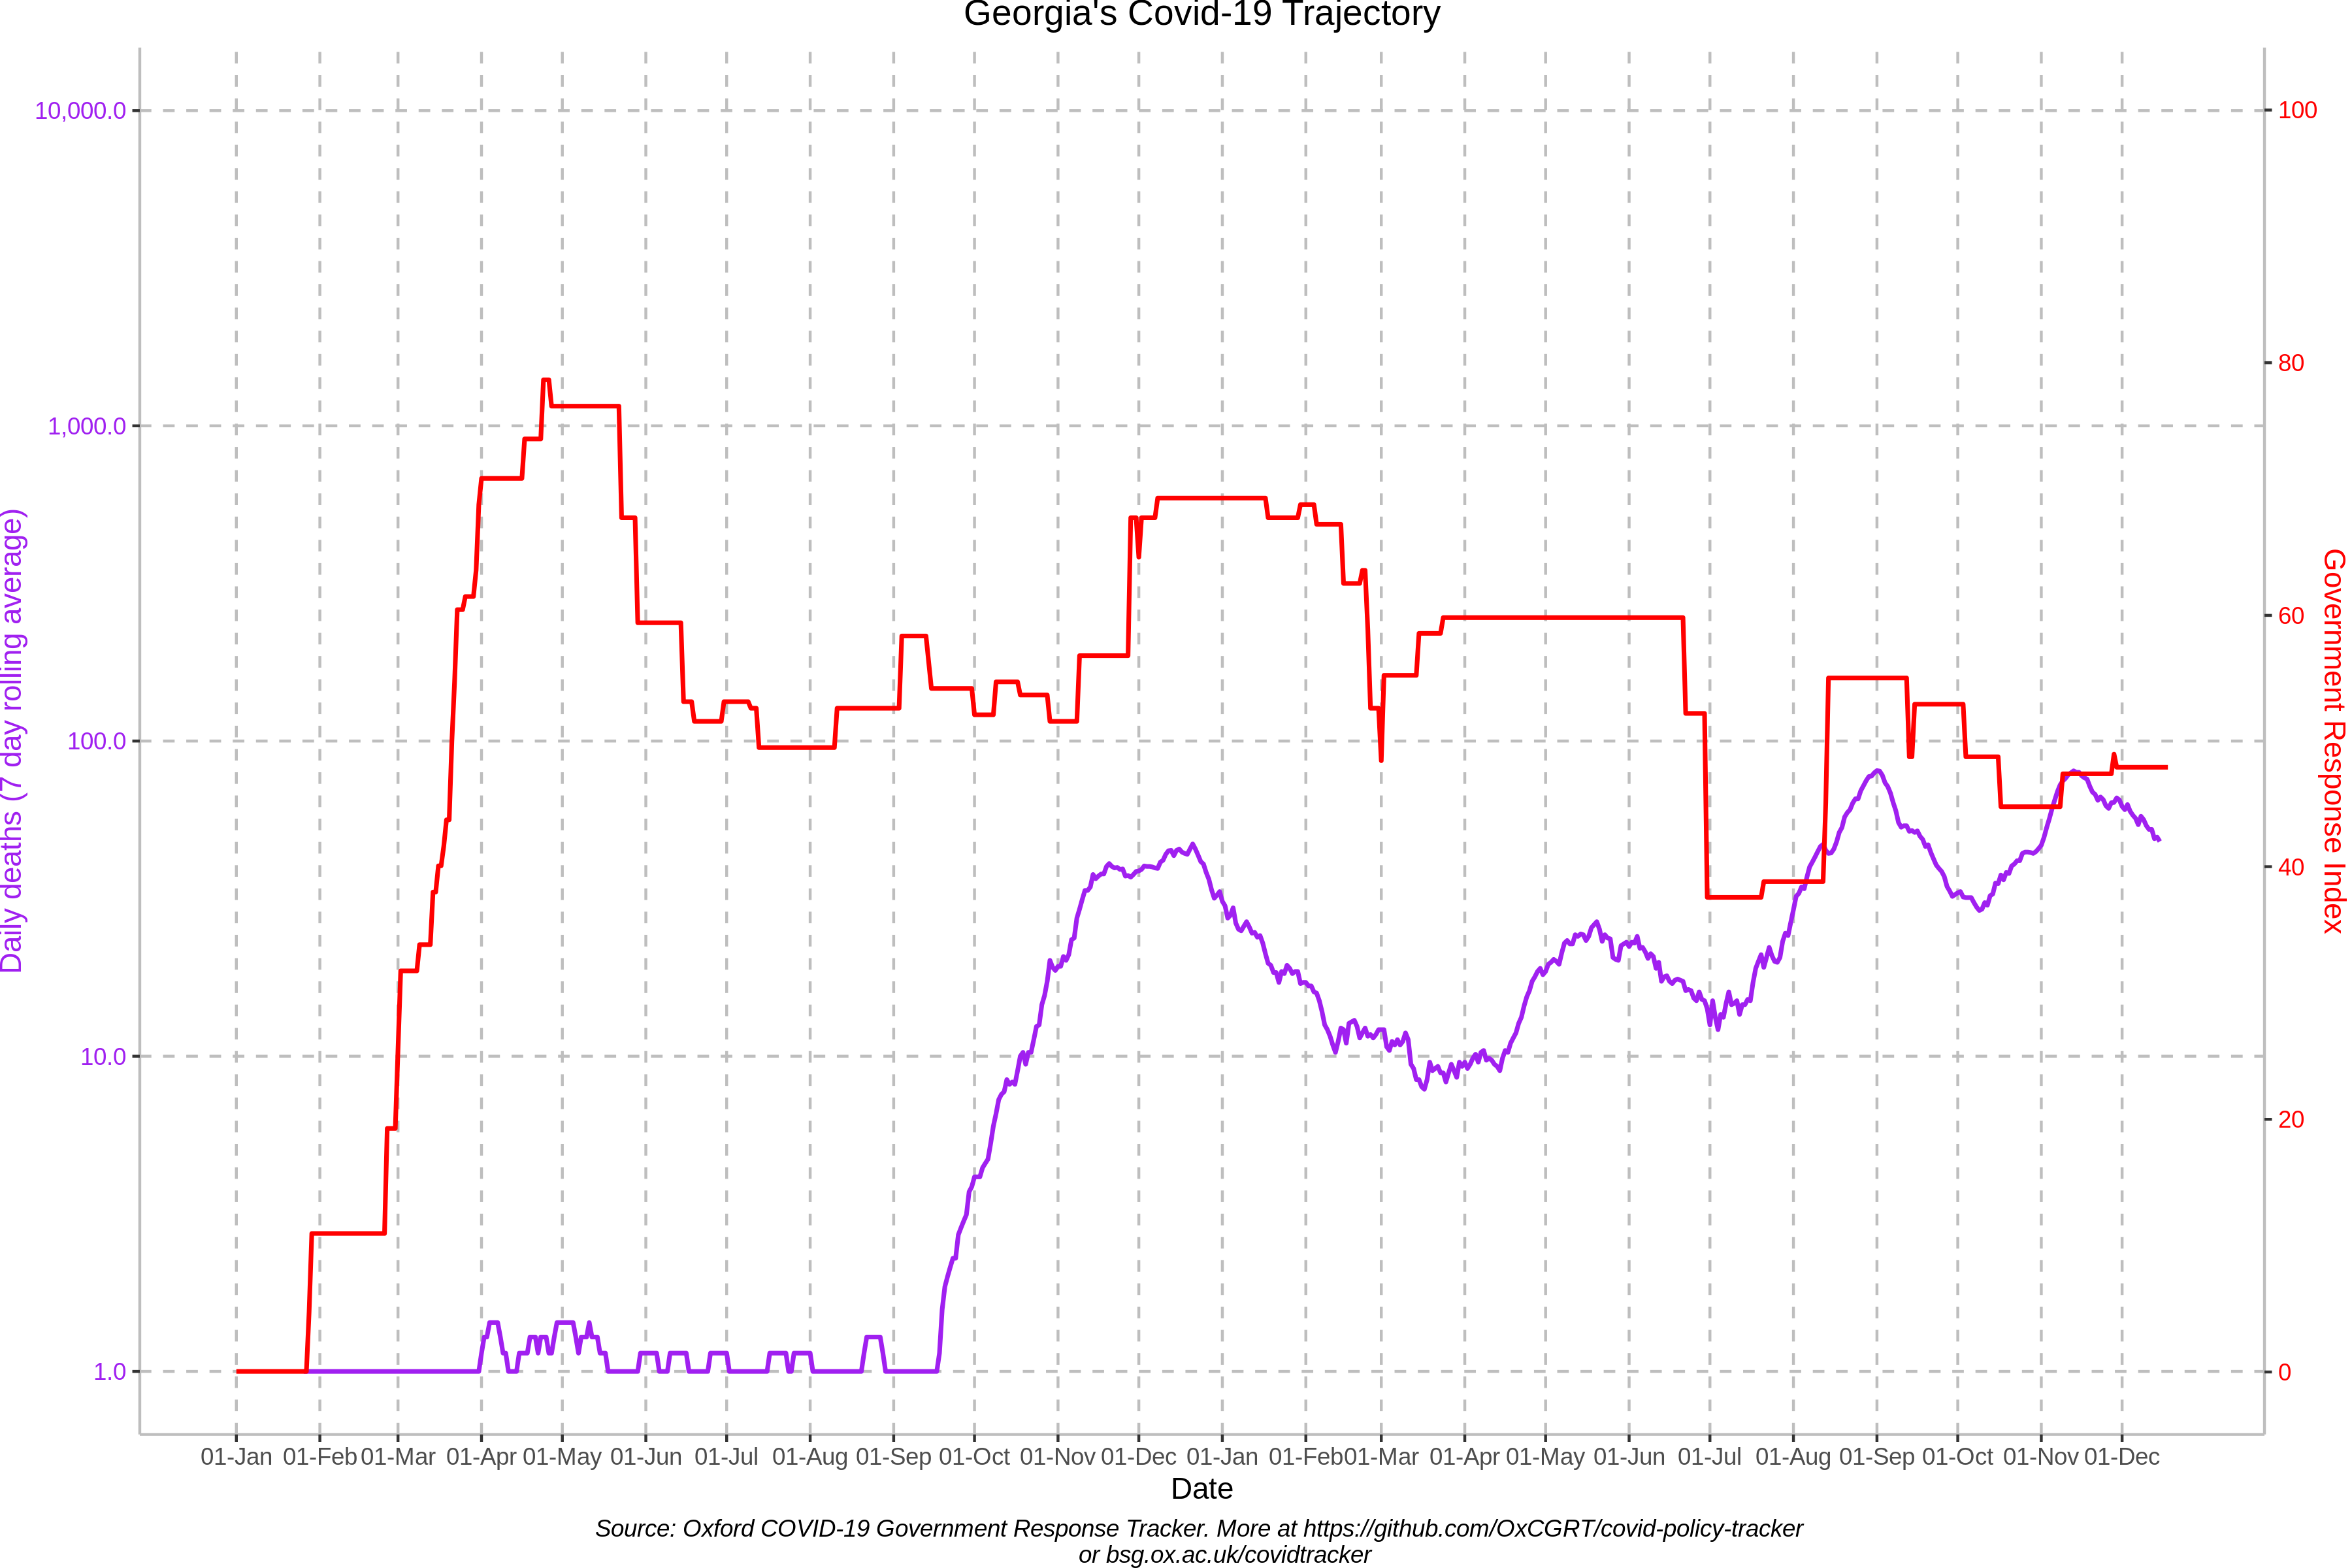 Georgia's Covid-19 Trajectory
10,000.0
1,000.0
100.0
10.0
1.0
Daily deaths (7 day rolling average)
100
80
60
40
20
0
Government Response Index
01-Jan 01-Feb 01-Mar 01-Apr 01-May 01-Jun 01-Jul 01-Aug 01-Sep 01-Oct 01-Nov 01-Dec 01-Jan 01-Feb 01-Mar 01-Apr 01-May 01-Jun 01-Jul 01-Aug 01-Sep 01-Oct 01-Nov 01-Dec
Date
Source: Oxford COVID-19 Government Response Tracker. More at https://github.com/OxCGRT/covid-policy-tracker
or bsg.ox.ac.uk/covidtracker